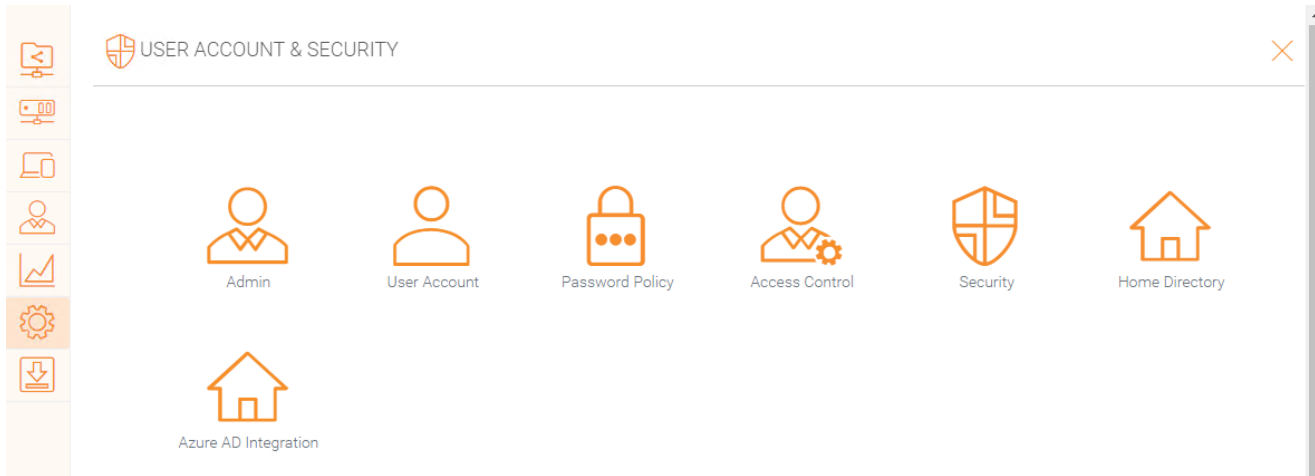 USER ACCOUNT & SECURITY
Admin
User Account
Password Policy
Access Control
Security
Home Directory
Azure AD Integration